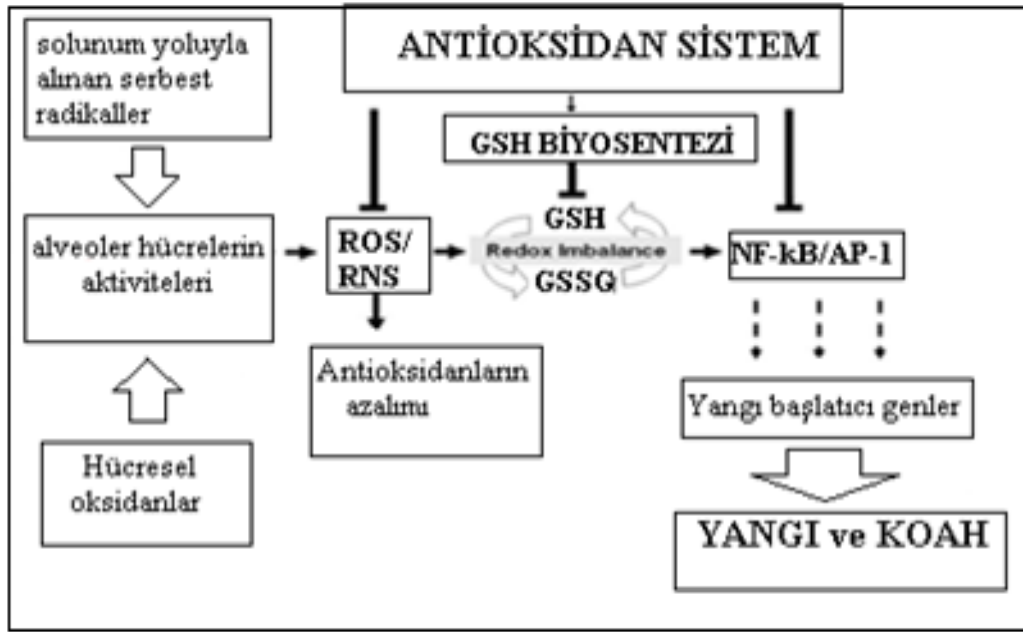 solunum yoluyla
alınan serbest
radikaller
ANTİOKSİDAN SİSTEM
GSH BİYOSENTEZİ
alveoler hücrelerin
aktiviteleri
ROS/
RNS
GSH
Redox Imbalance
GSSG
NF-kB/AP-1
Antioksidanların
azalımı
Yangı başlatıcı genler
Hücresel
oksidanlar
YANGI ve KOAH